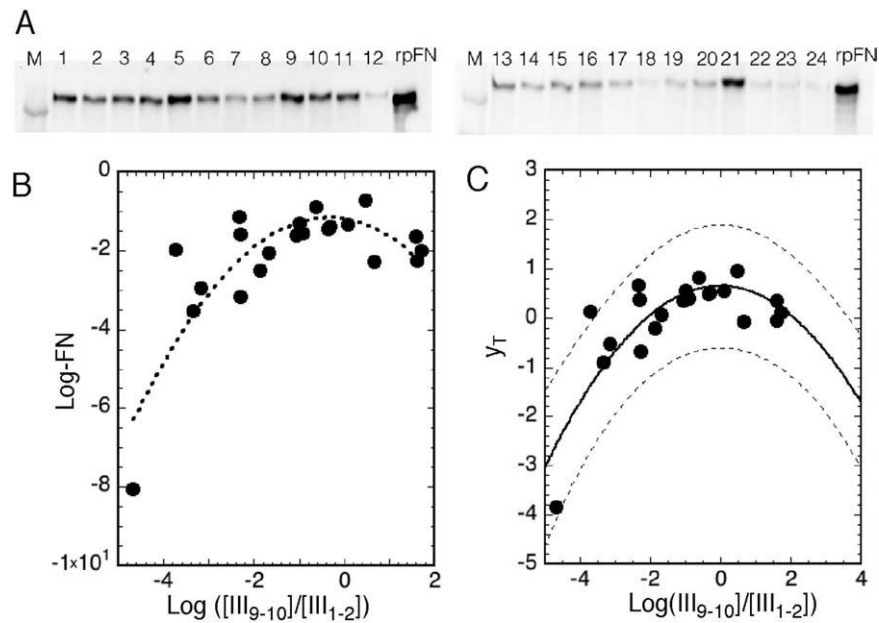 A
M 1 2 3 4 5 6 7 8 9 10 11 12 rpFN
M 13 14 15 16 17 18 19 20 21 22 23 24 rpFN
B
0
-2
-4
-6
-8
-1×10¹
Log-FN
-4 -2 0 2
Log ([III₉₋₁₀]/[III₁₋₂])
C
3
2
1
0
-1
-2
-3
-4
-5
y_T
-4 -2 0 2 4
Log(III₉₋₁₀]/[III₁₋₂])